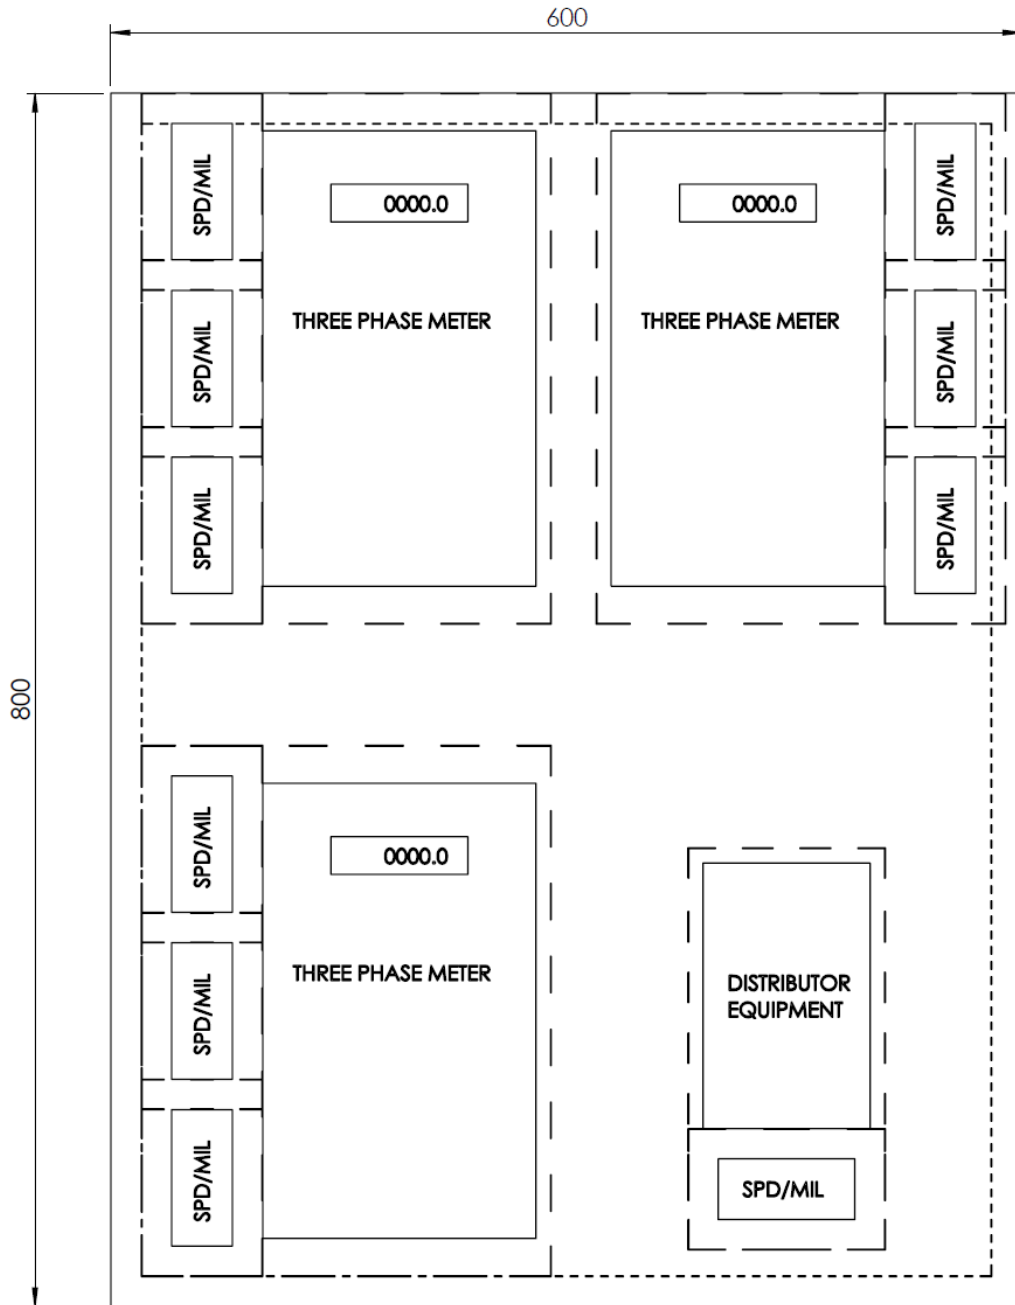 600
800
SPD/MIL
SPD/MIL
SPD/MIL
0000.0
THREE PHASE METER
0000.0
THREE PHASE METER
SPD/MIL
SPD/MIL
SPD/MIL
SPD/MIL
SPD/MIL
SPD/MIL
0000.0
THREE PHASE METER
DISTRIBUTOR
EQUIPMENT
SPD/MIL